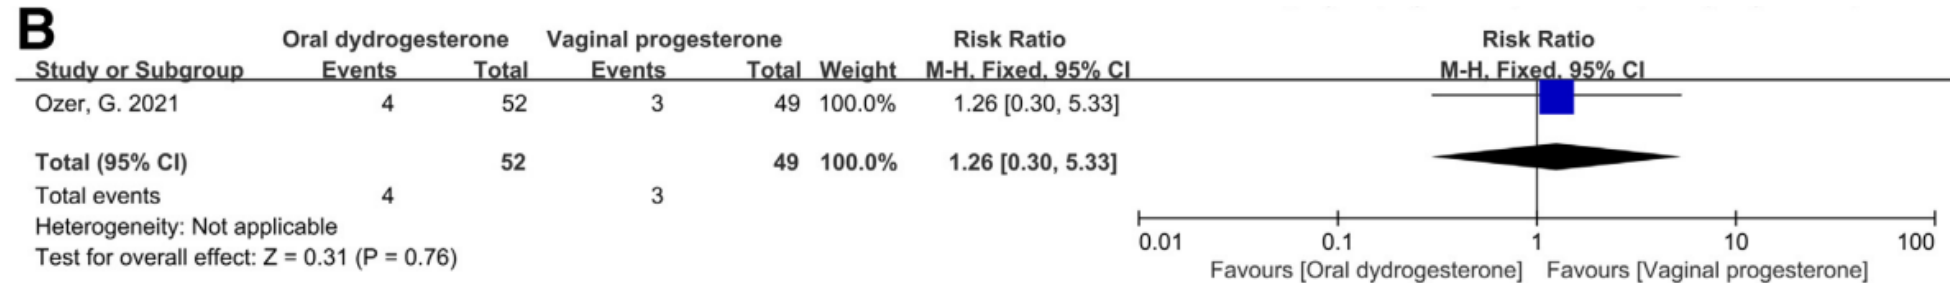 B
Oral dydrogesterone Vaginal progesterone Risk Ratio Risk Ratio
Study or Subgroup Events Total Events Total Weight M-H, Fixed, 95% CI M-H, Fixed, 95% CI
Ozer, G. 2021 4 52 3 49 100.0% 1.26 [0.30, 5.33]
Total (95% CI) 52 49 100.0% 1.26 [0.30, 5.33]
Total events 4 3
Heterogeneity: Not applicable
Test for overall effect: Z = 0.31 (P = 0.76)
0.01 0.1 1 10 100
Favours [Oral dydrogesterone] Favours [Vaginal progesterone]